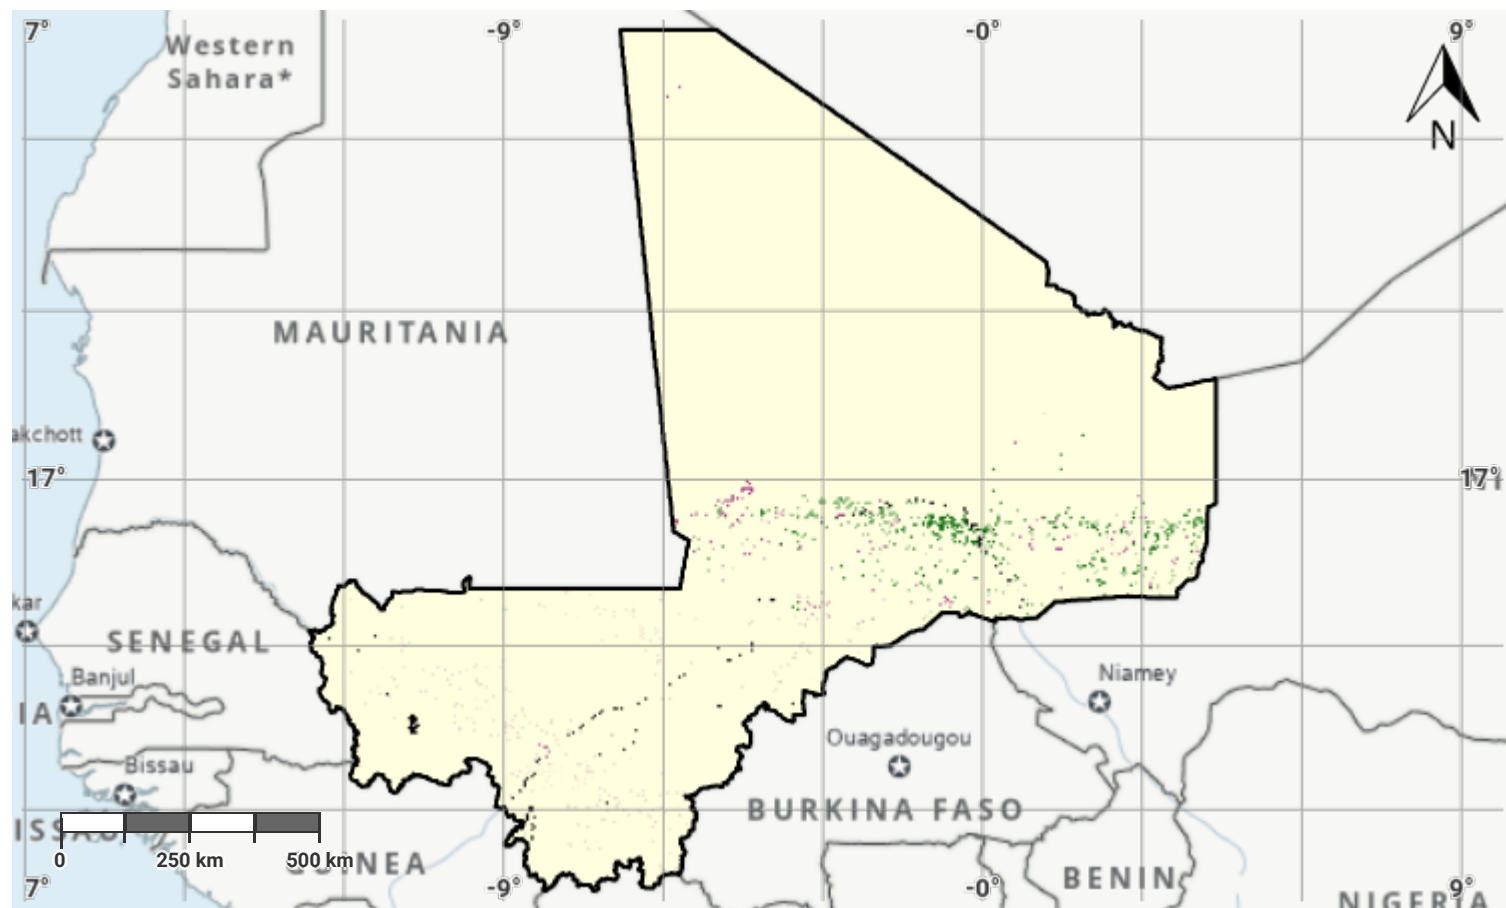 7°
-9°
-0°
9°
Western
Sahara*
N
MAURITANIA
akchott
17°
17°
kar
SENEGAL
Banjul
Niamey
IA
Ouagadougou
Bissau
BURKINA FASO
ISSAU
0
250 km
500 km
UINEA
BENIN
7°
-9°
-0°
9°
NIGERIA